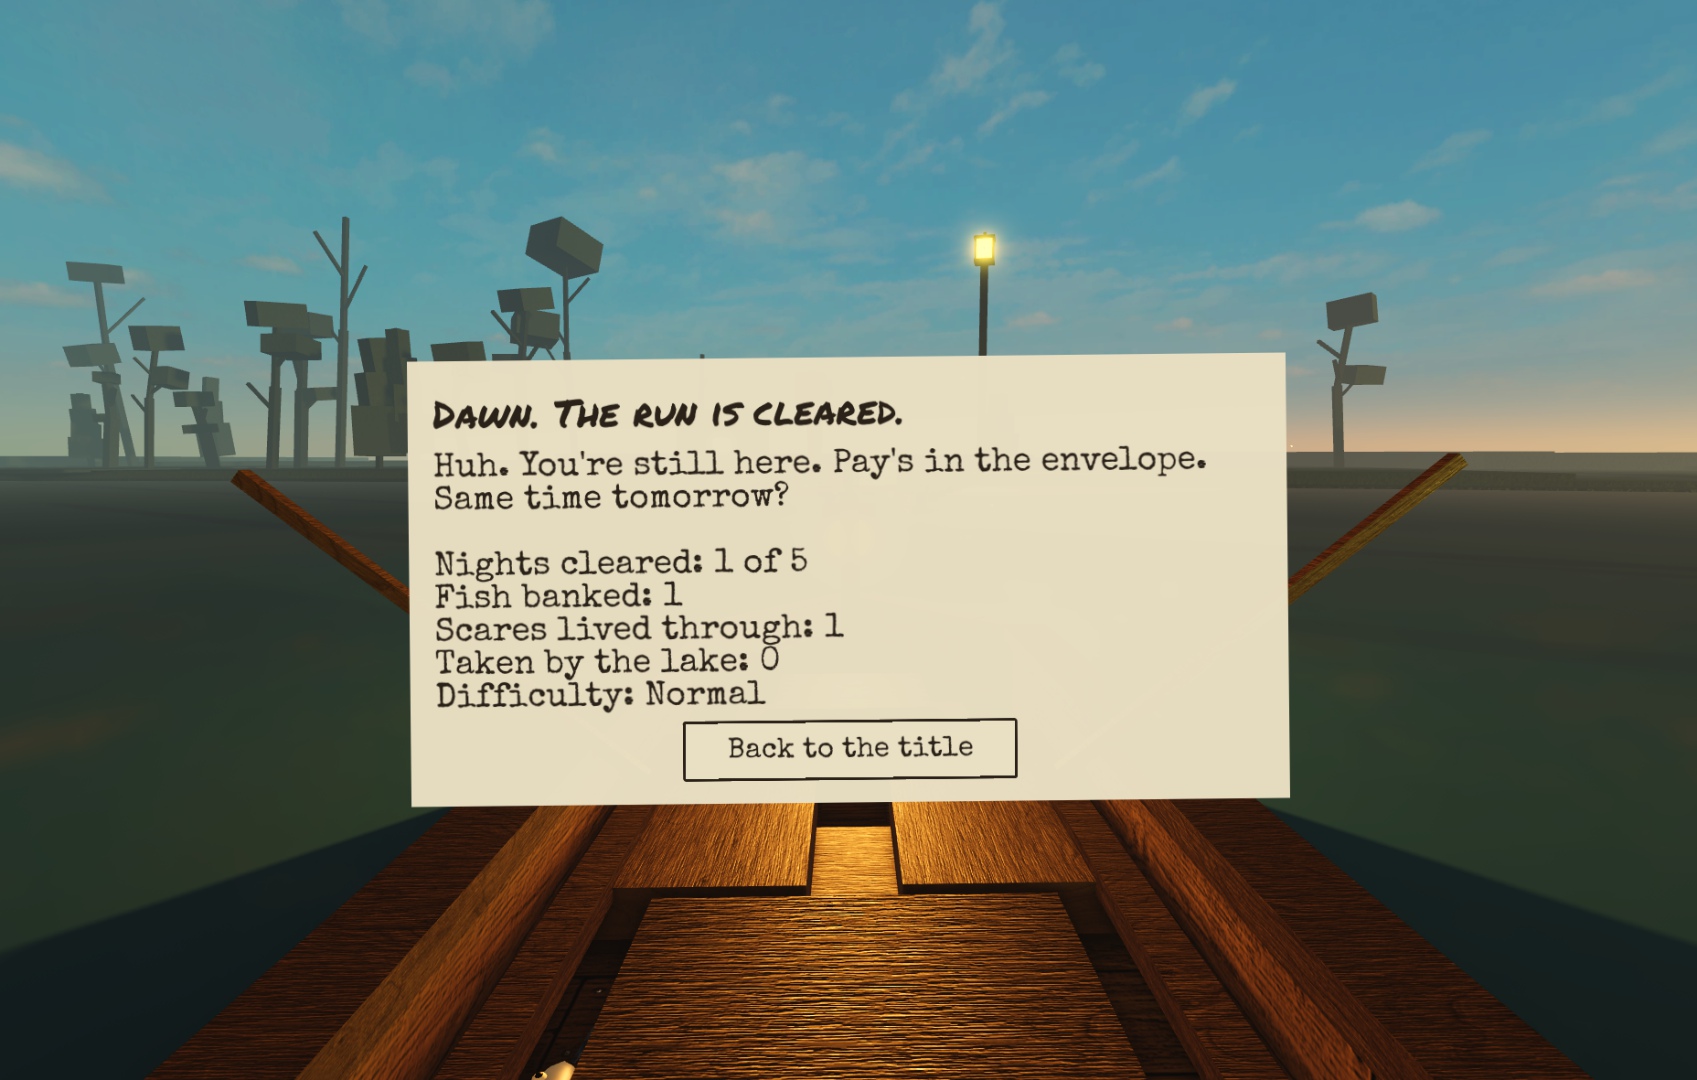 Dawn. The run is cleared.
Huh. You're still here. Pay's in the envelope.
Same time tomorrow?
Nights cleared: 1 of 5
Fish banked: 1
Scares lived through: 1
Taken by the lake: 0
Difficulty: Normal
Back to the title